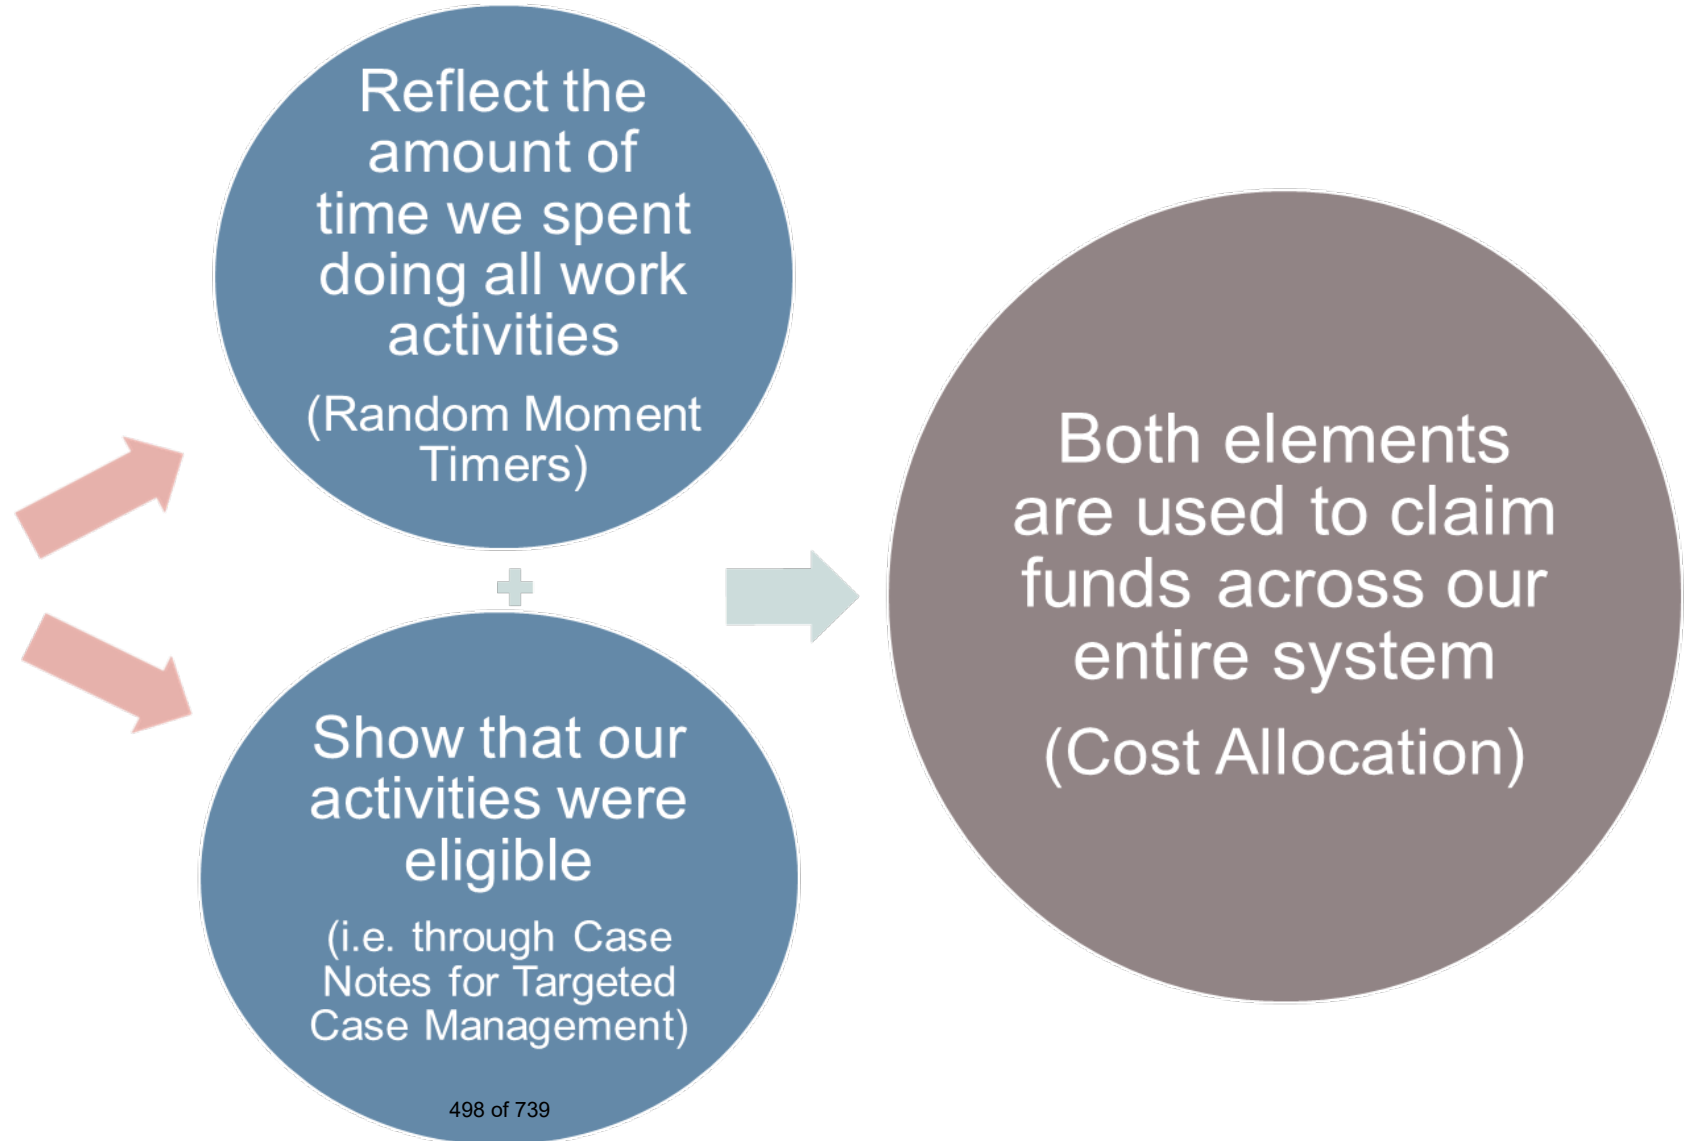 Reflect the
amount of
time we spent
doing all work
activities
(Random Moment
Timers)
Show that our
activities were
eligible
(i.e. through Case
Notes for Targeted
Case Management)
498 of 739
Both elements
are used to claim
funds across our
entire system
(Cost Allocation)